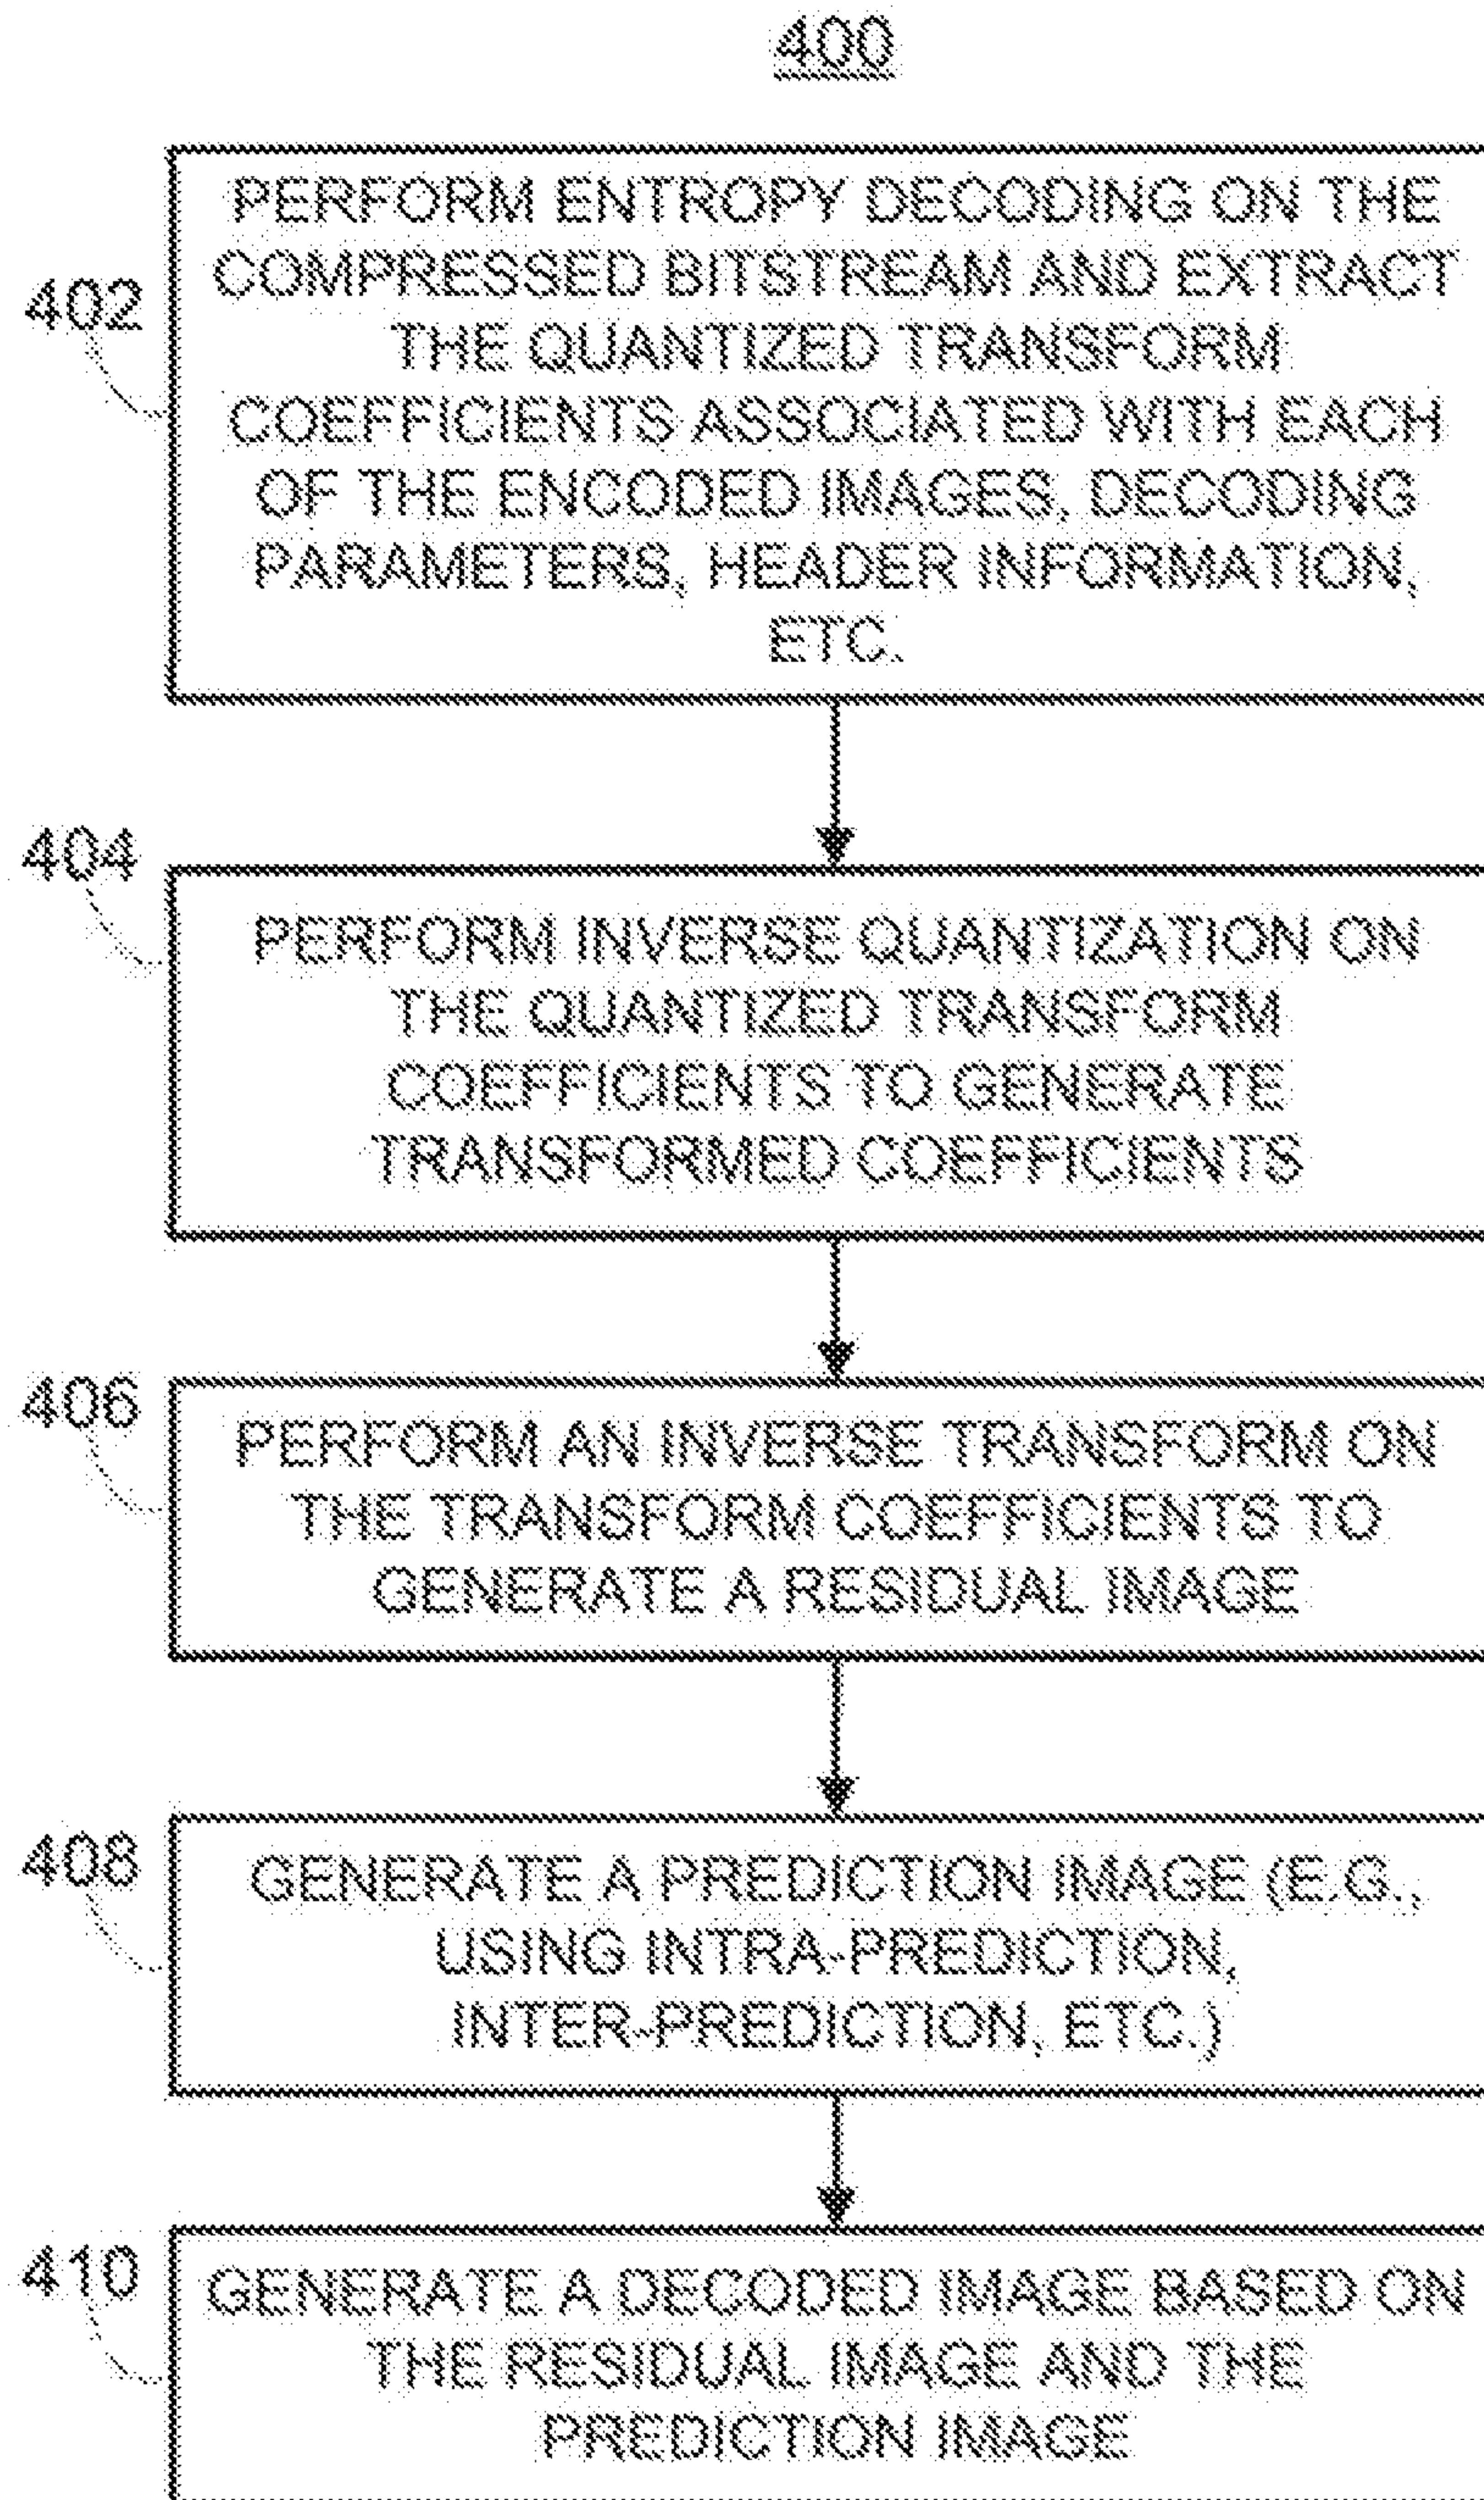 400
402
PERFORM ENTROPY DECODING ON THE
COMPRESSED BITSTREAM AND EXTRACT
THE QUANTIZED TRANSFORM
COEFFICIENTS ASSOCIATED WITH EACH
OF THE ENCODED IMAGES, DECODING
PARAMETERS, HEADER INFORMATION,
ETC.
404
PERFORM INVERSE QUANTIZATION ON
THE QUANTIZED TRANSFORM
COEFFICIENTS TO GENERATE
TRANSFORMED COEFFICIENTS
406
PERFORM AN INVERSE TRANSFORM ON
THE TRANSFORM COEFFICIENTS TO
GENERATE A RESIDUAL IMAGE
408
GENERATE A PREDICTION IMAGE (E.G.,
USING INTRA-PREDICTION,
INTER-PREDICTION, ETC.)
410
GENERATE A DECODED IMAGE BASED ON
THE RESIDUAL IMAGE AND THE
PREDICTION IMAGE